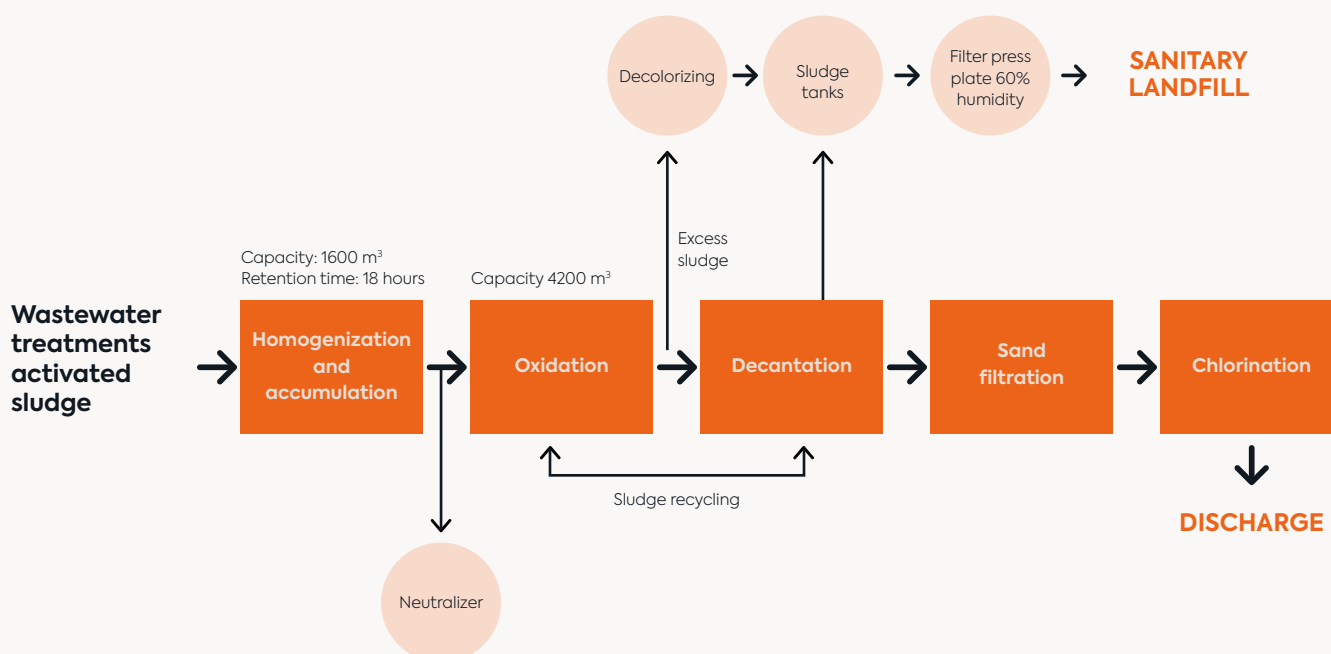 Decolorizing
Sludge
tanks
Filter press
plate 60%
humidity
SANITARY
LANDFILL
Excess
sludge
Capacity: 1600 m³
Retention time: 18 hours
Capacity 4200 m³
Wastewater
treatments
activated
sludge
Homogenization
and
accumulation
Oxidation
Decantation
Sand
filtration
Chlorination
Sludge recycling
DISCHARGE
Neutralizer